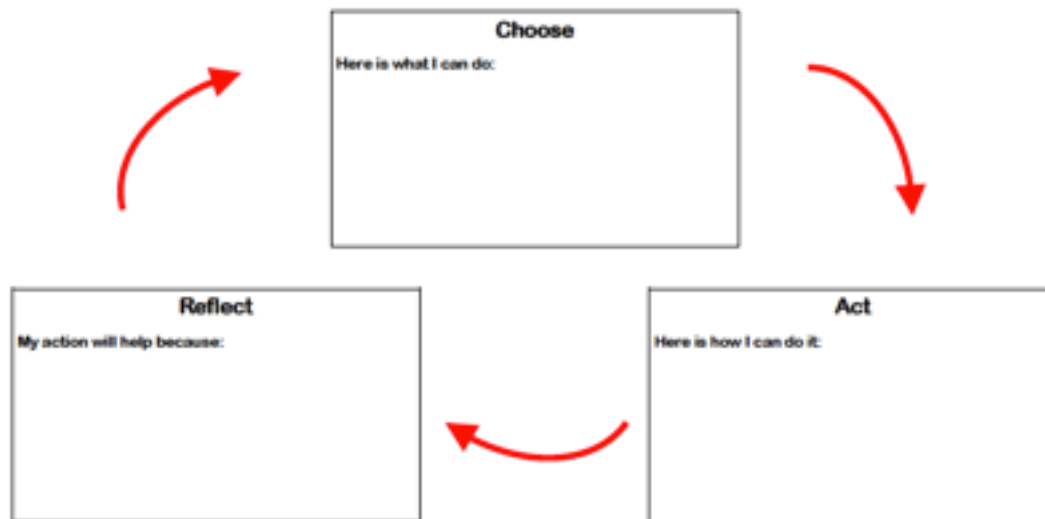 Choose
Here is what I can do:
Reflect
My action will help because:
Act
Here is how I can do it: